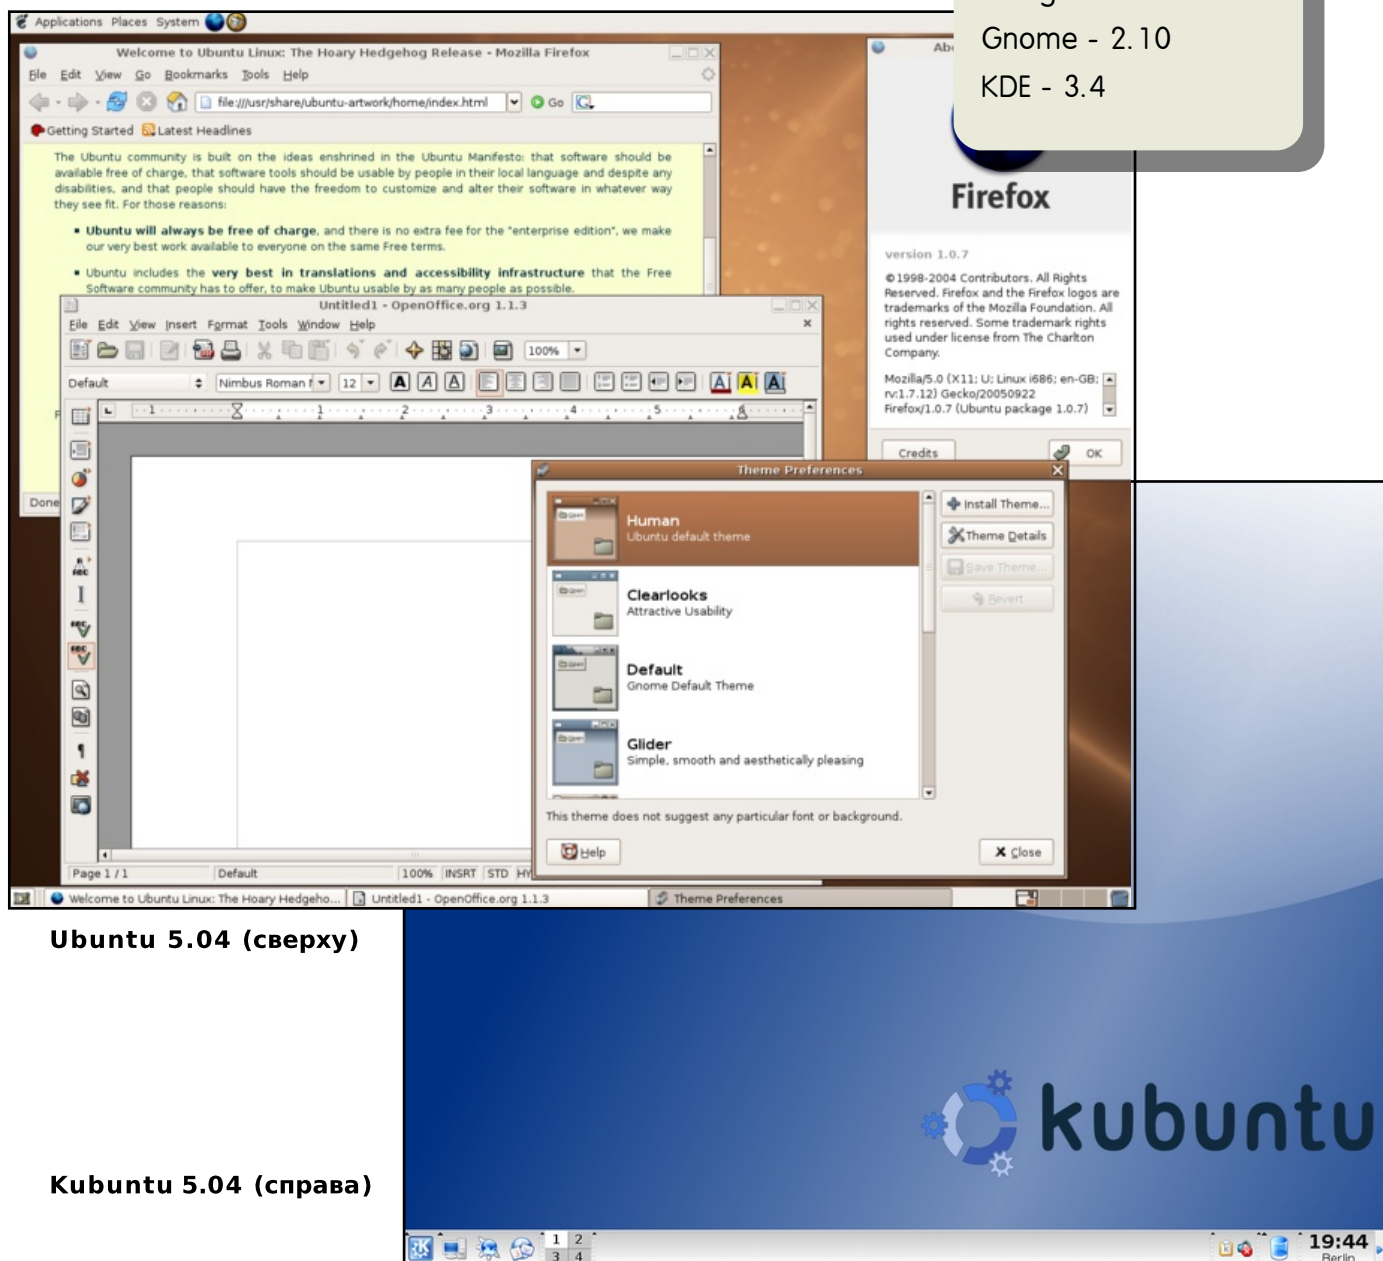 Applications Places System
Gnome - 2.10
KDE - 3.4
Welcome to Ubuntu Linux: The Hoary Hedgehog Release - Mozilla Firefox
File Edit View Go Bookmarks Tools Help
file:///usr/share/ubuntu-artwork/home/index.html Go
Getting Started Latest Headlines
The Ubuntu community is built on the ideas enshrined in the Ubuntu Manifesto: that software should be
available free of charge, that software tools should be usable by people in their local language and despite any
disabilities, and that people should have the freedom to customize and alter their software in whatever way
they see fit. For those reasons:
Ubuntu will always be free of charge, and there is no extra fee for the "enterprise edition", we make
our very best work available to everyone on the same Free terms.
Ubuntu includes the very best in translations and accessibility infrastructure that the Free
Software community has to offer, to make Ubuntu usable by as many people as possible.
Done
Firefox
version 1.0.7
©1998-2004 Contributors. All Rights
Reserved. Firefox and the Firefox logos are
trademarks of the Mozilla Foundation. All
rights reserved. Some trademark rights
used under license from The Charlton
Company.
Mozilla/5.0 (X11; U; Linux i686; en-GB;
rv:1.7.12) Gecko/20050922
Firefox/1.0.7 (Ubuntu package 1.0.7)
Credits OK
Untitled1 - OpenOffice.org 1.1.3
File Edit View Insert Format Tools Window Help
100%
Default Nimbus Roman 12
1 1 2 3 4 5 6
Page 1 / 1 Default 100% INSRT STD HY
Theme Preferences
Human
Ubuntu default theme
Clearlooks
Attractive Usability
Default
Gnome Default Theme
Glider
Simple, smooth and aesthetically pleasing
Install Theme...
Theme Details
Save Theme...
Revert
This theme does not suggest any particular font or background.
Help Close
Welcome to Ubuntu Linux: The Hoary Hedgeho... Untitled1 - OpenOffice.org 1.1.3 Theme Preferences
Ubuntu 5.04 (сверху)
kubuntu
Kubuntu 5.04 (справа)
1 2
3 4
19:44
Berlin